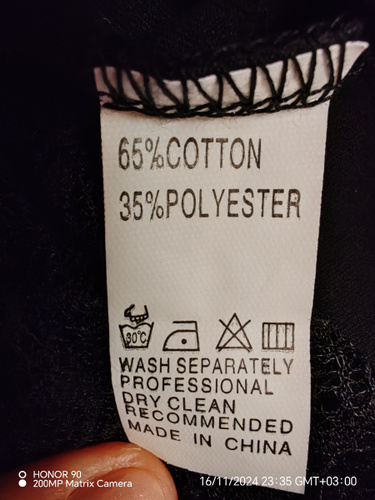 65%COTTON
35%POLYESTER
30°C
WASH SEPARATELY
PROFESSIONAL
DRY CLEAN
RECOMMENDED
MADE IN CHINA
HONOR 90
200MP Matrix Camera
16/11/2024 23:35 GMT+03:00